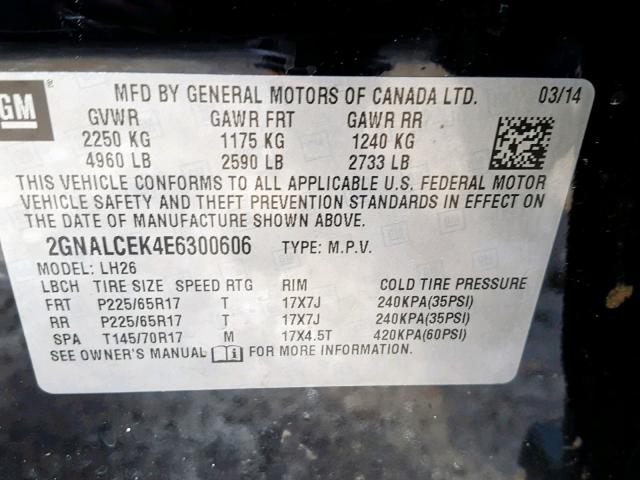 GM ®
MFD BY GENERAL MOTORS OF CANADA LTD. 03/14
GVWR GAWR FRT GAWR RR
2250 KG 1175 KG 1240 KG
4960 LB 2590 LB 2733 LB
THIS VEHICLE CONFORMS TO ALL APPLICABLE U.S. FEDERAL MOTOR
VEHICLE SAFETY AND THEFT PREVENTION STANDARDS IN EFFECT ON
THE DATE OF MANUFACTURE SHOWN ABOVE.
2GNALCEK4E6300606 TYPE: M.P.V.
MODEL: LH26
LBCH TIRE SIZE SPEED RTG RIM COLD TIRE PRESSURE
FRT P225/65R17 T 17X7J 240KPA(35PSI)
RR P225/65R17 T 17X7J 240KPA(35PSI)
SPA T145/70R17 M 17X4.5T 420KPA(60PSI)
SEE OWNER'S MANUAL FOR MORE INFORMATION.